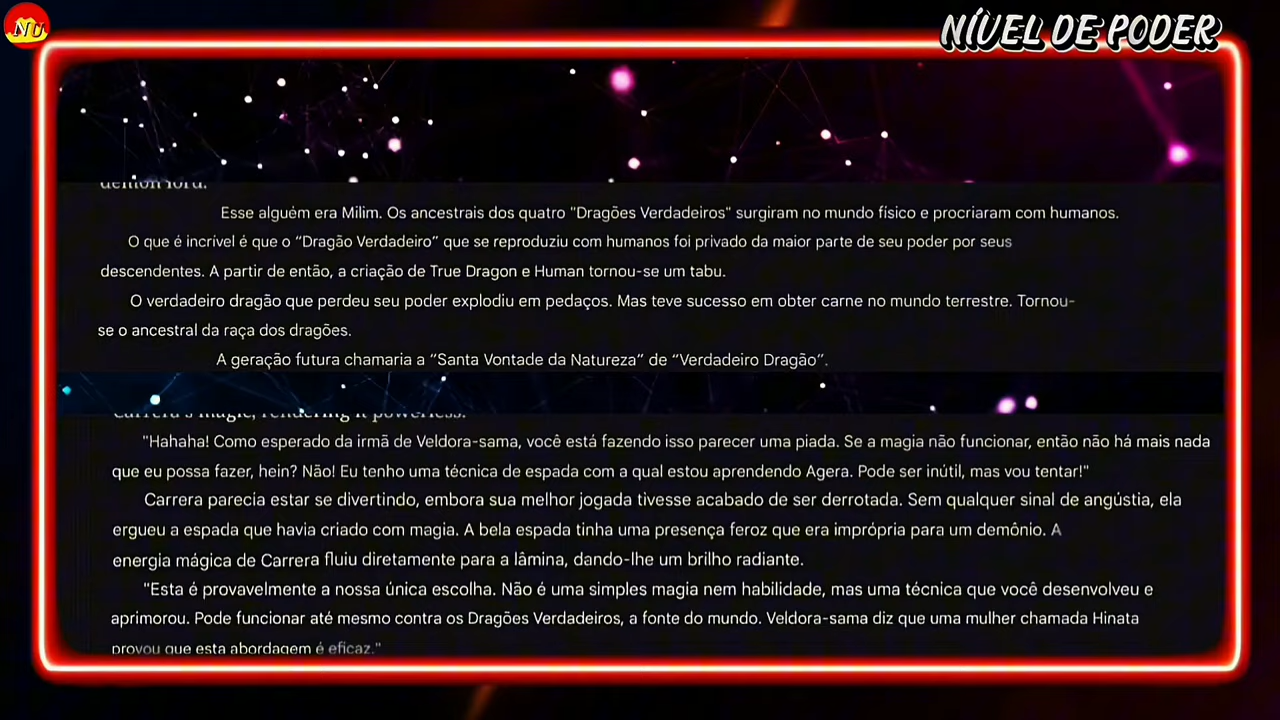 NU
NÍVEL DE PODER
demon lord.
Esse alguém era Milim. Os ancestrais dos quatro "Dragões Verdadeiros" surgiram no mundo físico e procriaram com humanos.
O que é incrível é que o “Dragão Verdadeiro” que se reproduziu com humanos foi privado da maior parte de seu poder por seus
descendentes. A partir de então, a criação de True Dragon e Human tornou-se um tabu.
O verdadeiro dragão que perdeu seu poder explodiu em pedaços. Mas teve sucesso em obter carne no mundo terrestre. Tornou-
se o ancestral da raça dos dragões.
A geração futura chamaria a “Santa Vontade da Natureza” de “Verdadeiro Dragão”.
Carrera's magic, rendering it powerless.
"Hahaha! Como esperado da irmã de Veldora-sama, você está fazendo isso parecer uma piada. Se a magia não funcionar, então não há mais nada
que eu possa fazer, hein? Não! Eu tenho uma técnica de espada com a qual estou aprendendo Agera. Pode ser inútil, mas vou tentar!"
Carrera parecia estar se divertindo, embora sua melhor jogada tivesse acabado de ser derrotada. Sem qualquer sinal de angústia, ela
ergueu a espada que havia criado com magia. A bela espada tinha uma presença feroz que era imprópria para um demônio. A
energia mágica de Carrera fluiu diretamente para a lâmina, dando-lhe um brilho radiante.
"Esta é provavelmente a nossa única escolha. Não é uma simples magia nem habilidade, mas uma técnica que você desenvolveu e
aprimorou. Pode funcionar até mesmo contra os Dragões Verdadeiros, a fonte do mundo. Veldora-sama diz que uma mulher chamada Hinata
provou que esta abordagem é eficaz."